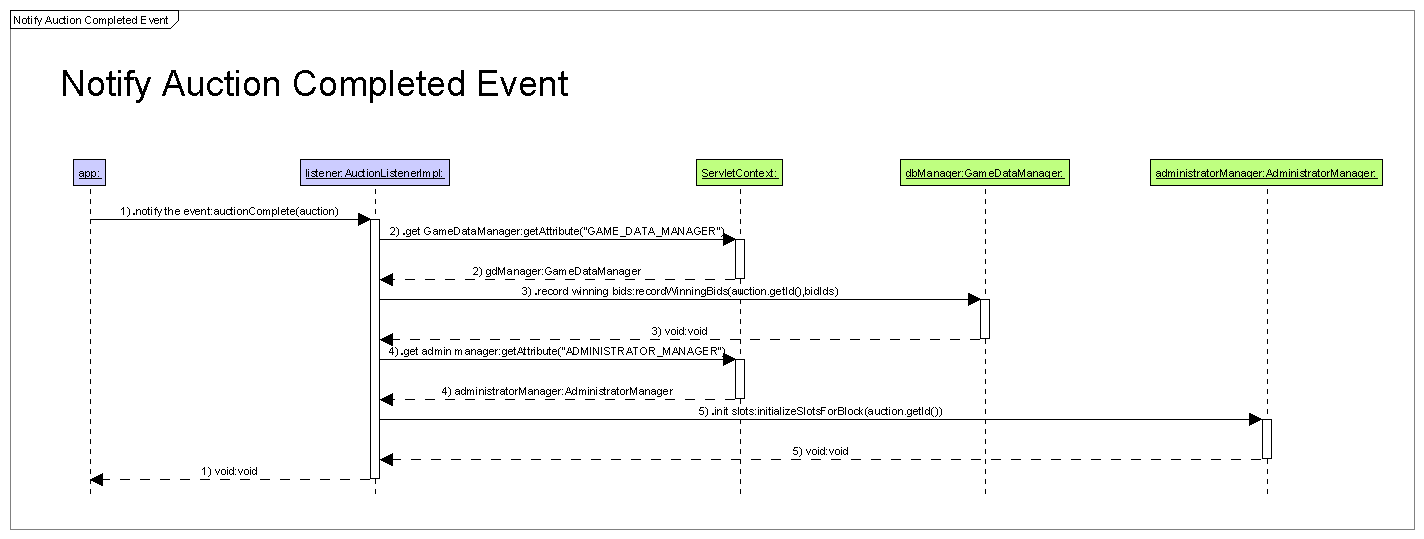 Notify Auction Completed Event
Notify Auction Completed Event
app:
listener:AuctionListenerImpl:
ServletContext:
dbManager:GameDataManager:
administratorManager:AdministratorManager:
1) .notify the event:auctionComplete(auction)
2) .get GameDataManager:getAttribute("GAME_DATA_MANAGER")
2) gdManager:GameDataManager
3) .record winning bids:recordWinningBids(auction.getId(),bidIds)
3) void:void
4).get admin manager:getAttribute("ADMINISTRATOR_MANAGER")
4) administratorManager:AdministratorManager
5) .init slots:initializeSlotsForBlock(auction.getId())
5) void:void
1) void:void